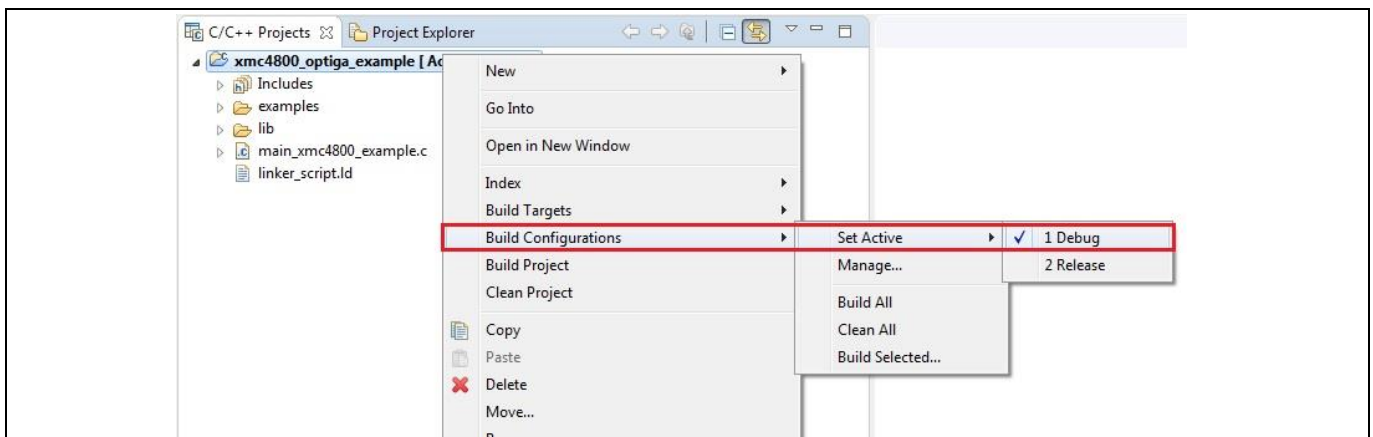 C/C++ Projects Project Explorer
xmc4800_optiga_example [ Ac
Includes
examples
lib
main_xmc4800_example.c
linker_script.ld
New
Go Into
Open in New Window
Index
Build Targets
Build Configurations
Build Project
Clean Project
Copy
Paste
Delete
Move...
Set Active
Manage...
Build All
Clean All
Build Selected...
1 Debug
2 Release